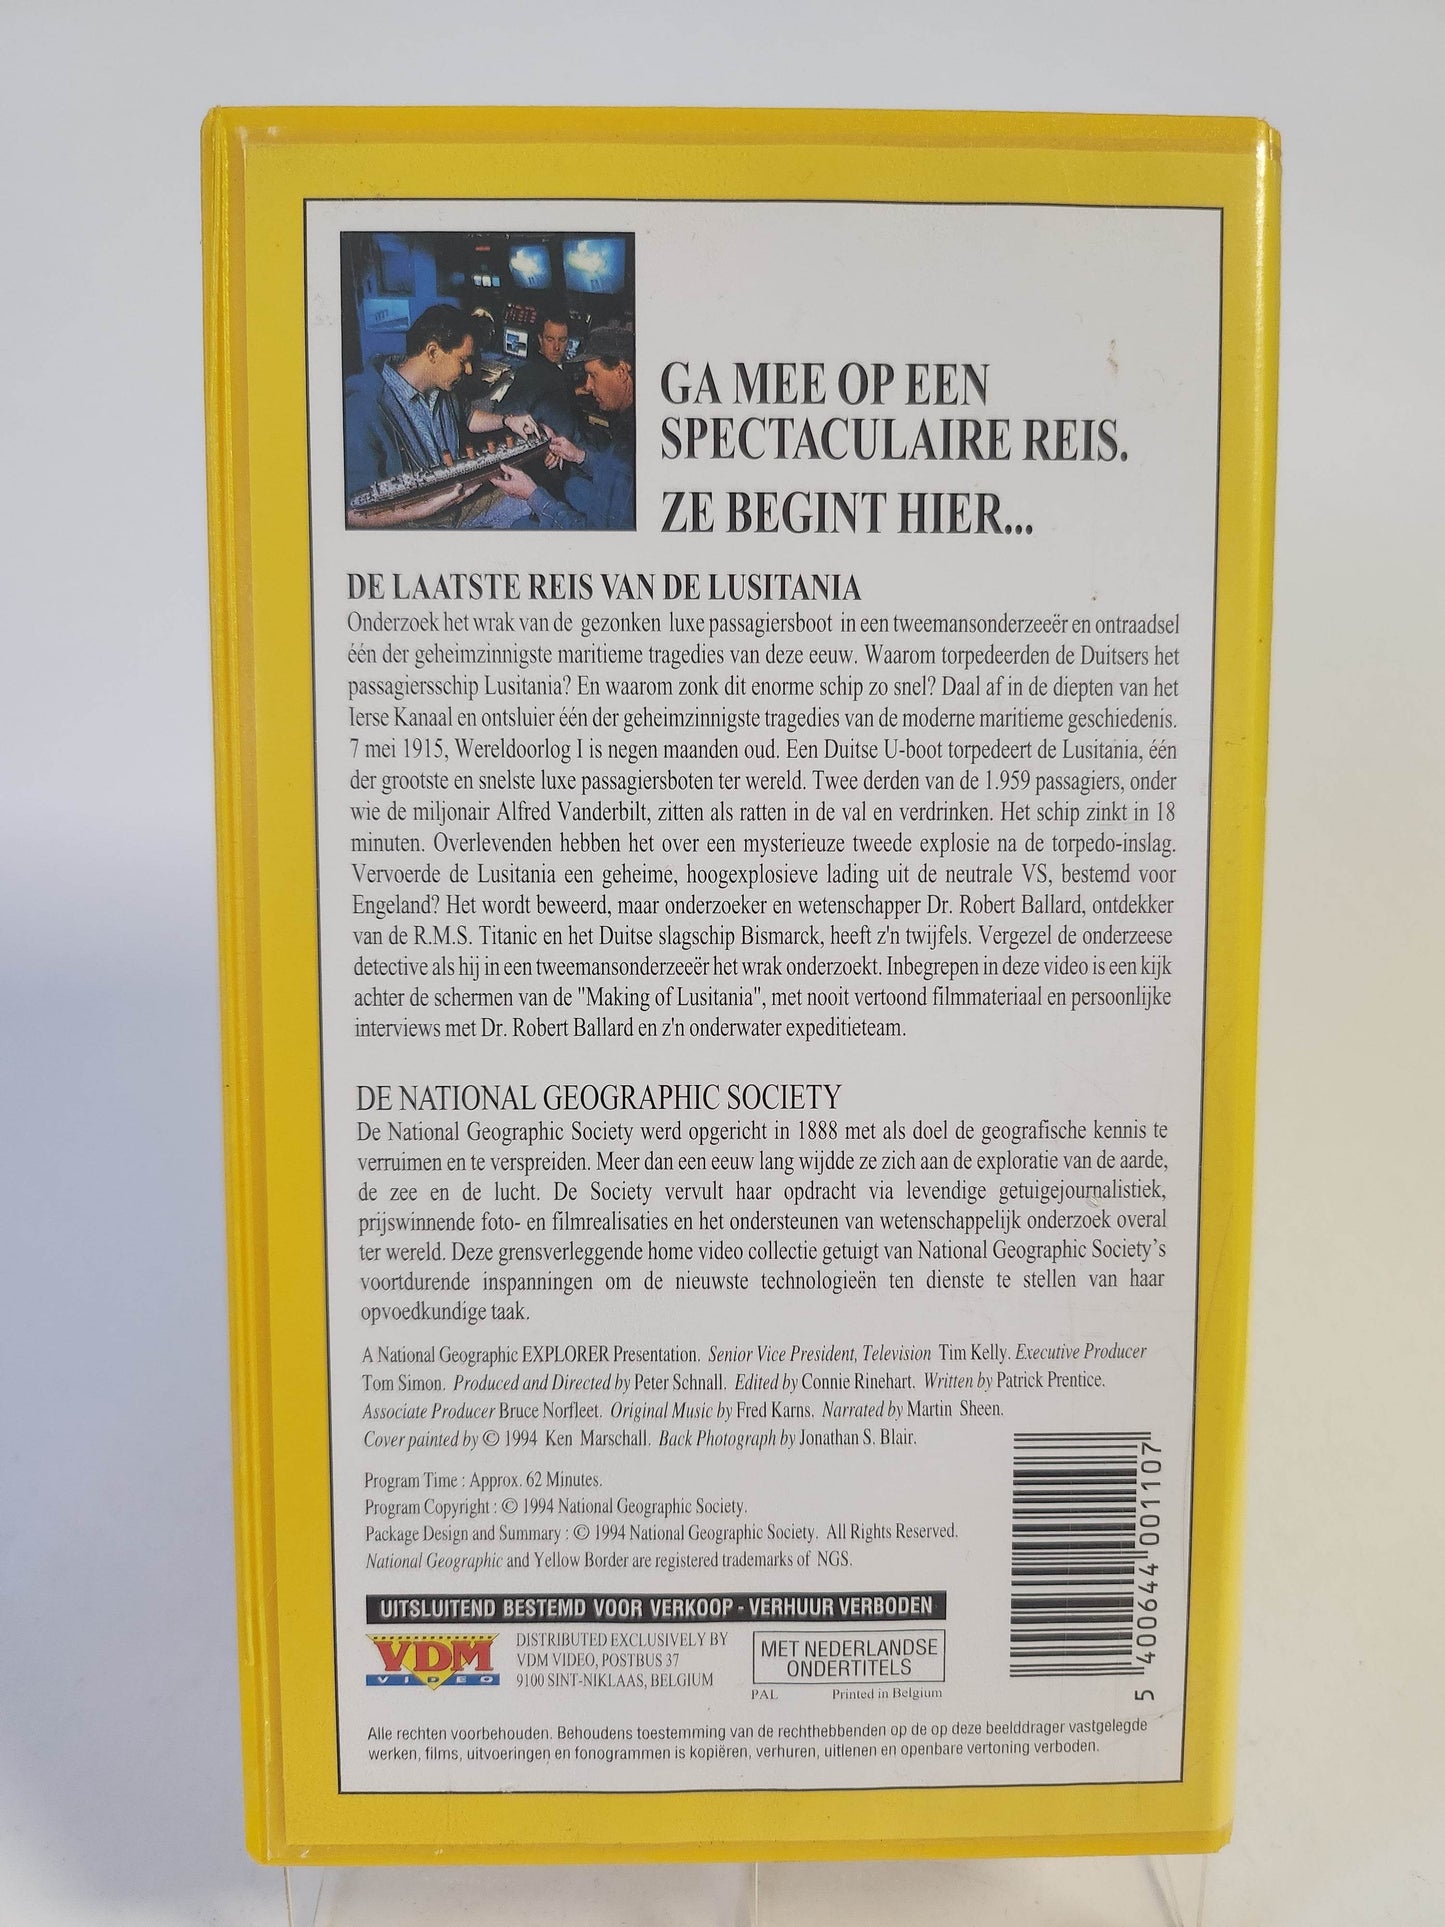 GA MEE OP EEN
SPECTACULAIRE REIS.
ZE BEGINT HIER...
DE LAATSTE REIS VAN DE LUSITANIA
Onderzoek het wrak van de gezonken luxe passagiersboot in een tweemansonderzeeër en ontraadsel
één der geheimzinnigste maritieme tragedies van deze eeuw. Waarom torpedeerden de Duitsers het
passagiersschip Lusitania? En waarom zonk dit enorme schip zo snel? Daal af in de diepten van het
Ierse Kanaal en ontsluier één der geheimzinnigste tragedies van de moderne maritieme geschiedenis.
7 mei 1915, Wereldoorlog I is negen maanden oud. Een Duitse U-boot torpedeert de Lusitania, één
der grootste en snelste luxe passagiersboten ter wereld. Twee derden van de 1.959 passagiers, onder
wie de miljonair Alfred Vanderbilt, zitten als ratten in de val en verdrinken. Het schip zinkt in 18
minuten. Overlevenden hebben het over een mysterieuze tweede explosie na de torpedo-inslag.
Vervoerde de Lusitania een geheime, hoogexplosieve lading uit de neutrale VS, bestemd voor
Engeland? Het wordt beweerd, maar onderzoeker en wetenschapper Dr. Robert Ballard, ontdekker
van de R.M.S. Titanic en het Duitse slagschip Bismarck, heeft z'n twijfels. Vergezel de onderzeese
detective als hij in een tweemansonderzeeër het wrak onderzoekt. Inbegrepen in deze video is een kijk
achter de schermen van de "Making of Lusitania", met nooit vertoond filmmateriaal en persoonlijke
interviews met Dr. Robert Ballard en z'n onderwater expeditieteam.
DE NATIONAL GEOGRAPHIC SOCIETY
De National Geographic Society werd opgericht in 1888 met als doel de geografische kennis te
verruimen en te verspreiden. Meer dan een eeuw lang wijdde ze zich aan de exploratie van de aarde,
de zee en de lucht. De Society vervult haar opdracht via levendige getuigejournalistiek,
prijswinnende foto- en filmrealisaties en het ondersteunen van wetenschappelijk onderzoek overal
ter wereld. Deze grensverleggende home video collectie getuigt van National Geographic Society's
voortdurende inspanningen om de nieuwste technologieën ten dienste te stellen van haar
opvoedkundige taak.
A National Geographic EXPLORER Presentation. Senior Vice President, Television Tim Kelly. Executive Producer
Tom Simon. Produced and Directed by Peter Schnall. Edited by Connie Rinehart. Written by Patrick Prentice.
Associate Producer Bruce Norfleet. Original Music by Fred Karns. Narrated by Martin Sheen.
Cover painted by © 1994 Ken Marschall. Back Photograph by Jonathan S. Blair.
Program Time : Approx. 62 Minutes.
Program Copyright : © 1994 National Geographic Society.
Package Design and Summary : © 1994 National Geographic Society. All Rights Reserved.
National Geographic and Yellow Border are registered trademarks of NGS.
UITSLUITEND BESTEMD VOOR VERKOOP - VERHUUR VERBODEN
VDM
VIDEO
DISTRIBUTED EXCLUSIVELY BY
VDM VIDEO, POSTBUS 37
9100 SINT-NIKLAAS, BELGIUM
MET NEDERLANDSE
ONDERTITELS
PAL Printed in Belgium
5 400644 001107
Alle rechten voorbehouden. Behoudens toestemming van de rechthebbenden op de op deze beelddrager vastgelegde
werken, films, uitvoeringen en fonogrammen is kopiëren, verhuren, uitlenen en openbare vertoning verboden.